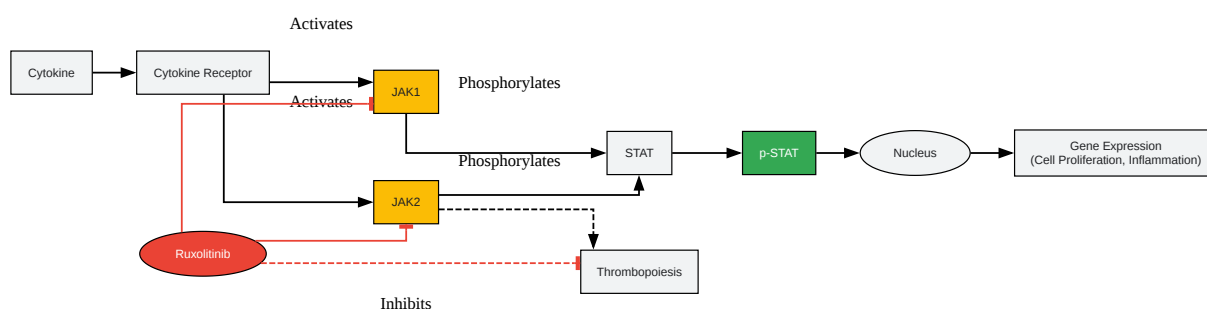 Activates
Cytokine
Cytokine Receptor
JAK1
Phosphorylates
Activates
STAT
p-STAT
Nucleus
Gene Expression
(Cell Proliferation, Inflammation)
Phosphorylates
JAK2
Ruxolitinib
Thrombopoiesis
Inhibits